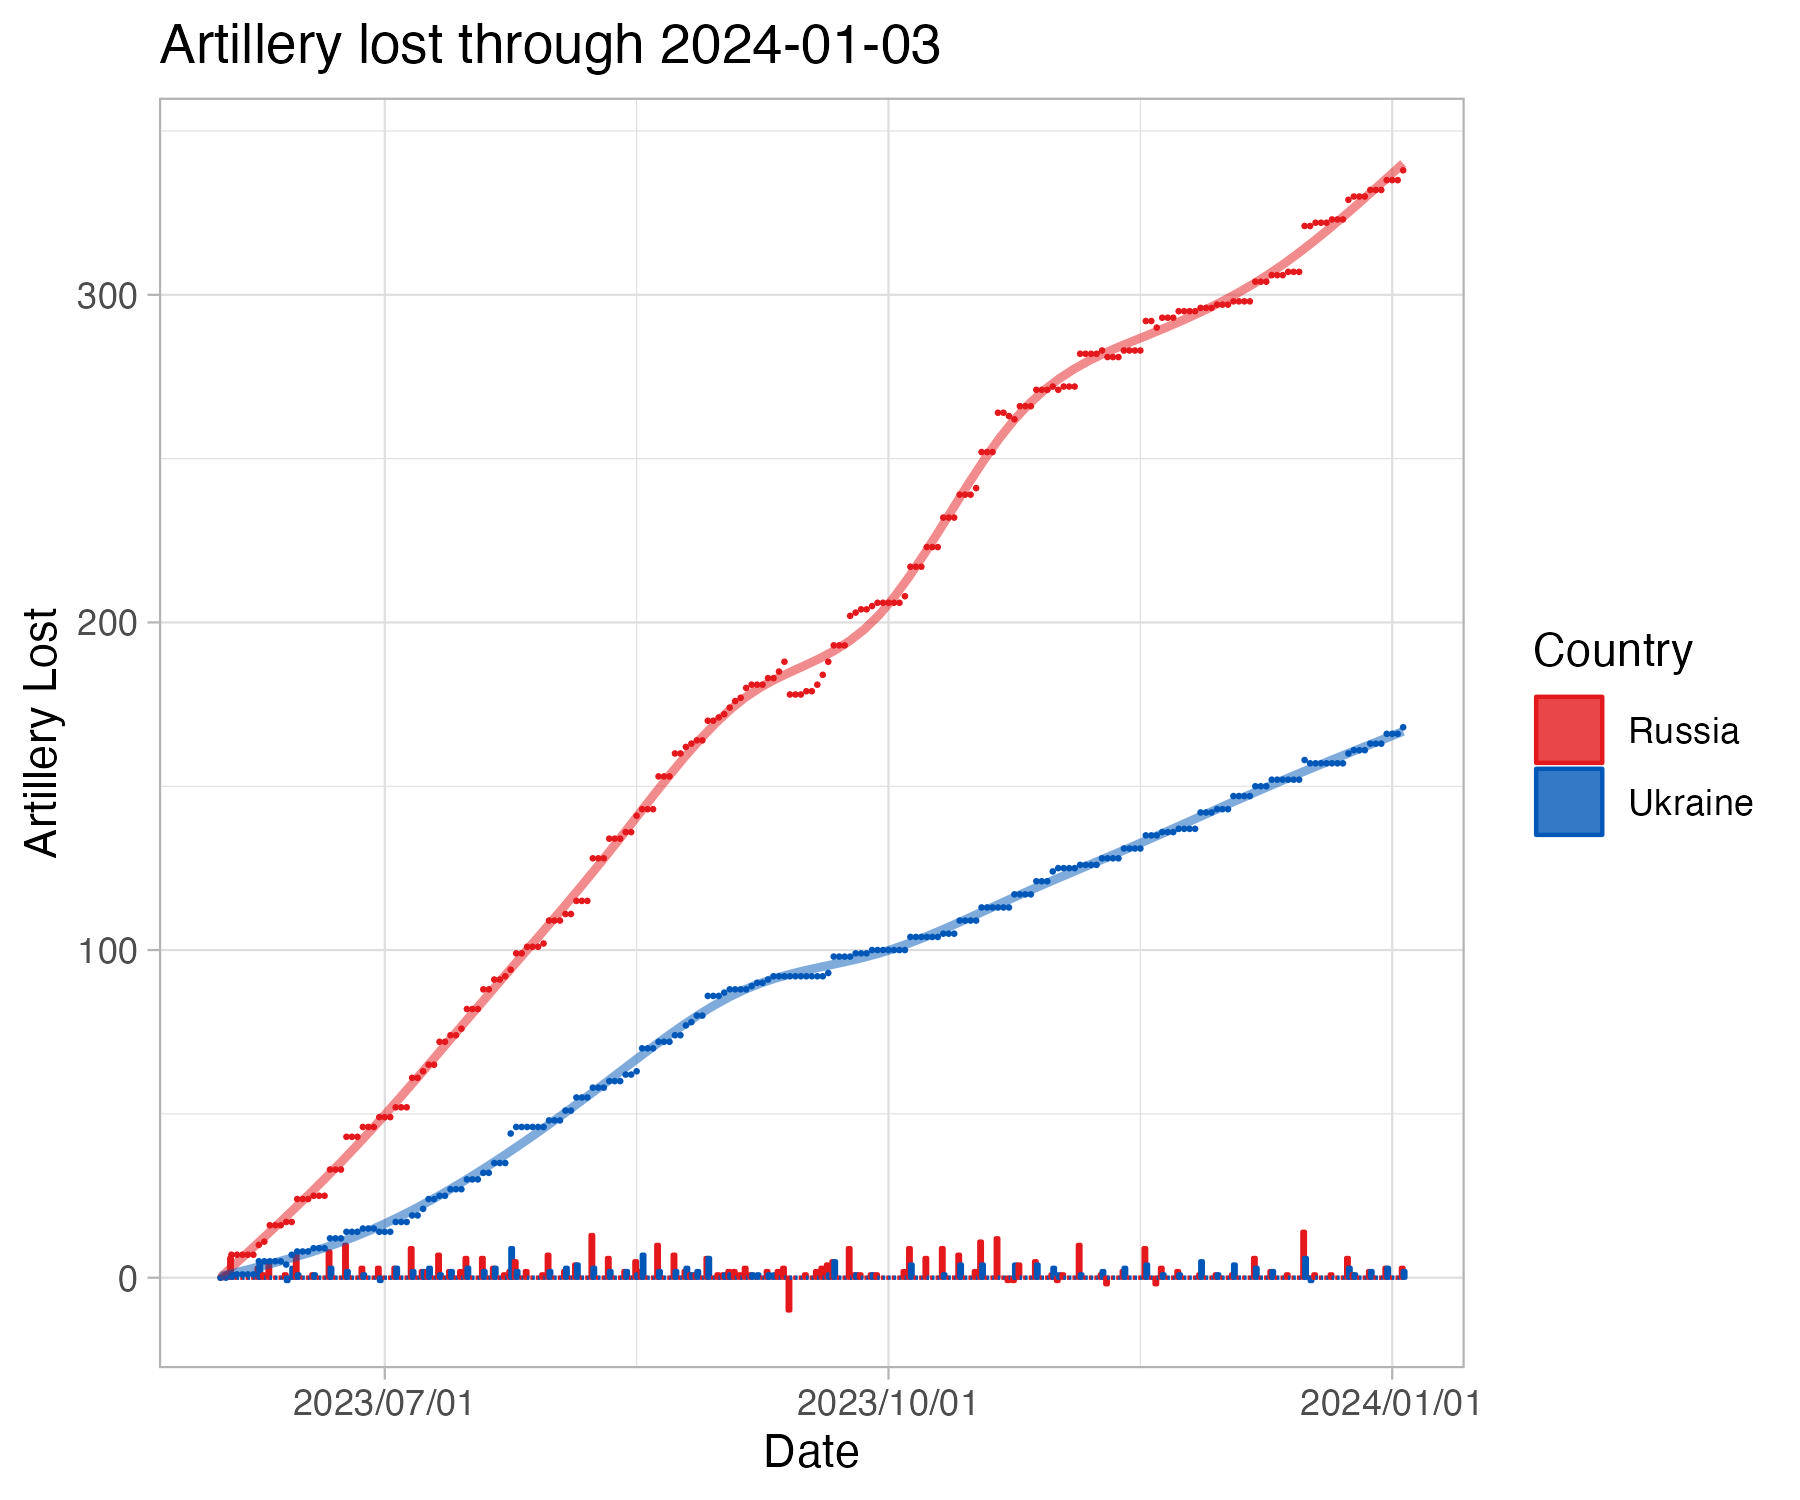 Artillery lost through 2024-01-03
Artillery Lost
300
200
100
0
2023/07/01
2023/10/01
2024/01/01
Date
Country
Russia
Ukraine